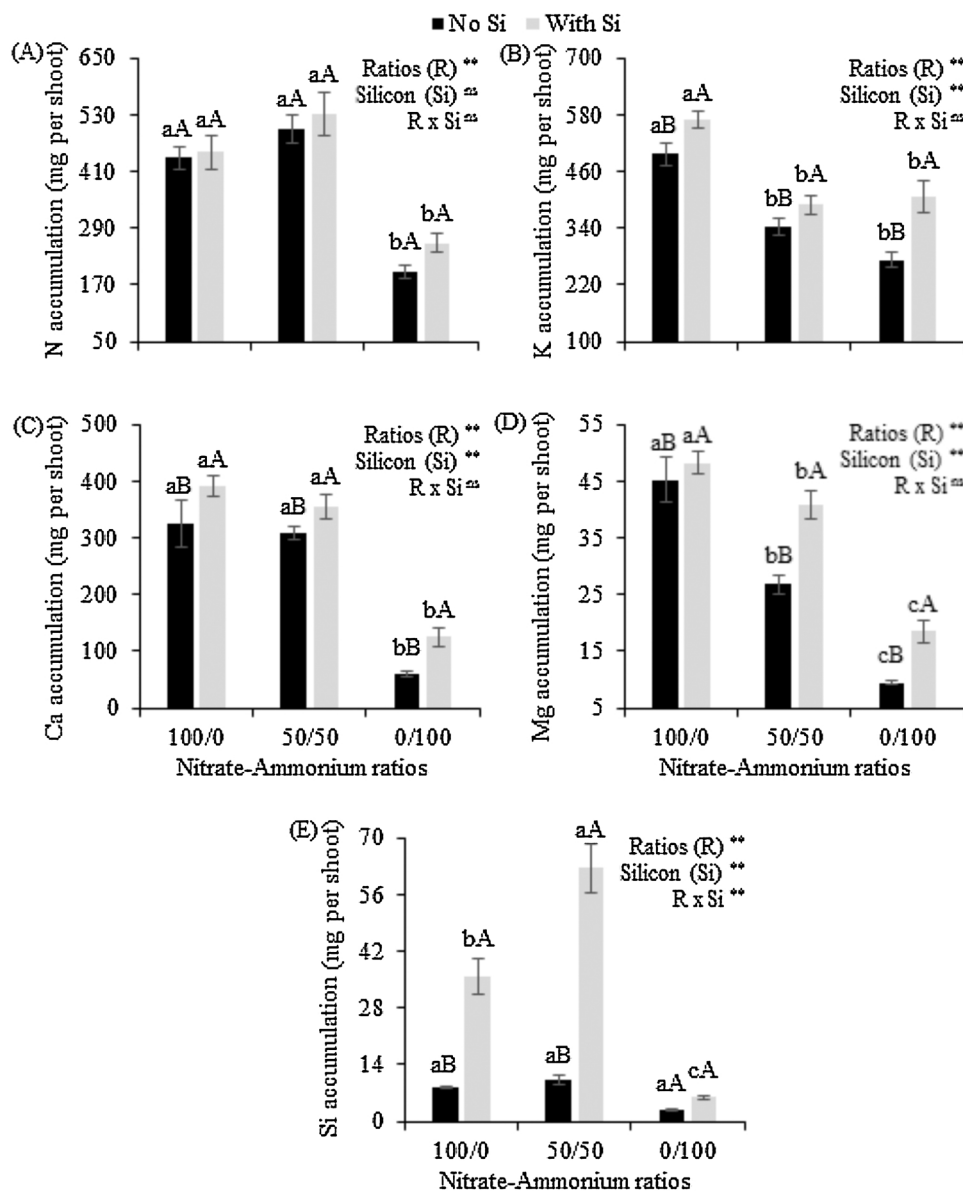 No Si With Si
(A)
N accumulation (mg per shoot)
650
530
410
290
170
50
aA aA aA aA bA bA
Ratios (R) **
Silicon (Si) ns
R x Si ns
(B)
K accumulation (mg per shoot)
700
580
460
340
220
100
aB aA bB bA bB bA
Ratios (R) **
Silicon (Si) **
R x Si ns
(C)
Ca accumulation (mg per shoot)
500
400
300
200
100
0
aB aA aB aA bB bA
Ratios (R) **
Silicon (Si) **
R x Si ns
100/0 50/50 0/100
Nitrate-Ammonium ratios
(D)
Mg accumulation (mg per shoot)
55
45
35
25
15
5
aB aA bB bA cB cA
Ratios (R) **
Silicon (Si) **
R x Si ns
100/0 50/50 0/100
Nitrate-Ammonium ratios
(E)
Si accumulation (mg per shoot)
70
56
42
28
14
0
aB bA aB aA aA cA
Ratios (R) **
Silicon (Si) **
R x Si **
100/0 50/50 0/100
Nitrate-Ammonium ratios